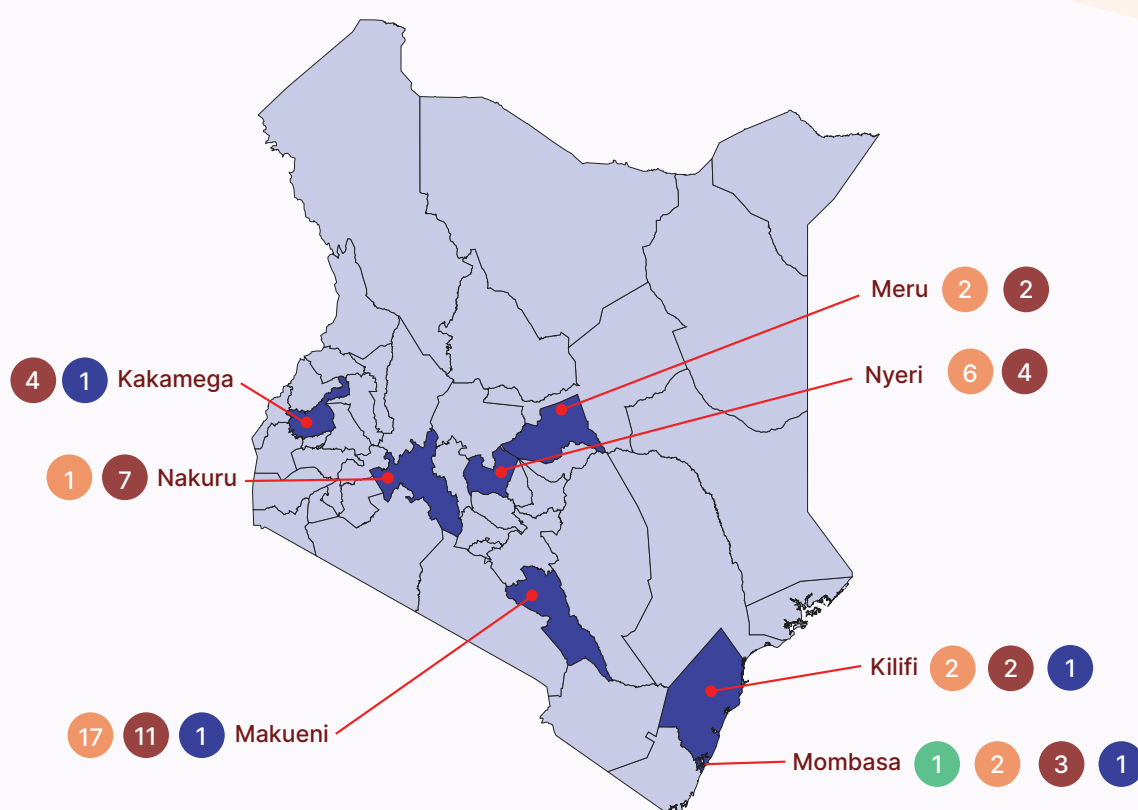 Meru 2 2
Nyeri 6 4
4 1 Kakamega
1 7 Nakuru
Kilifi 2 2 1
17 11 1 Makueni
Mombasa 1 2 3 1